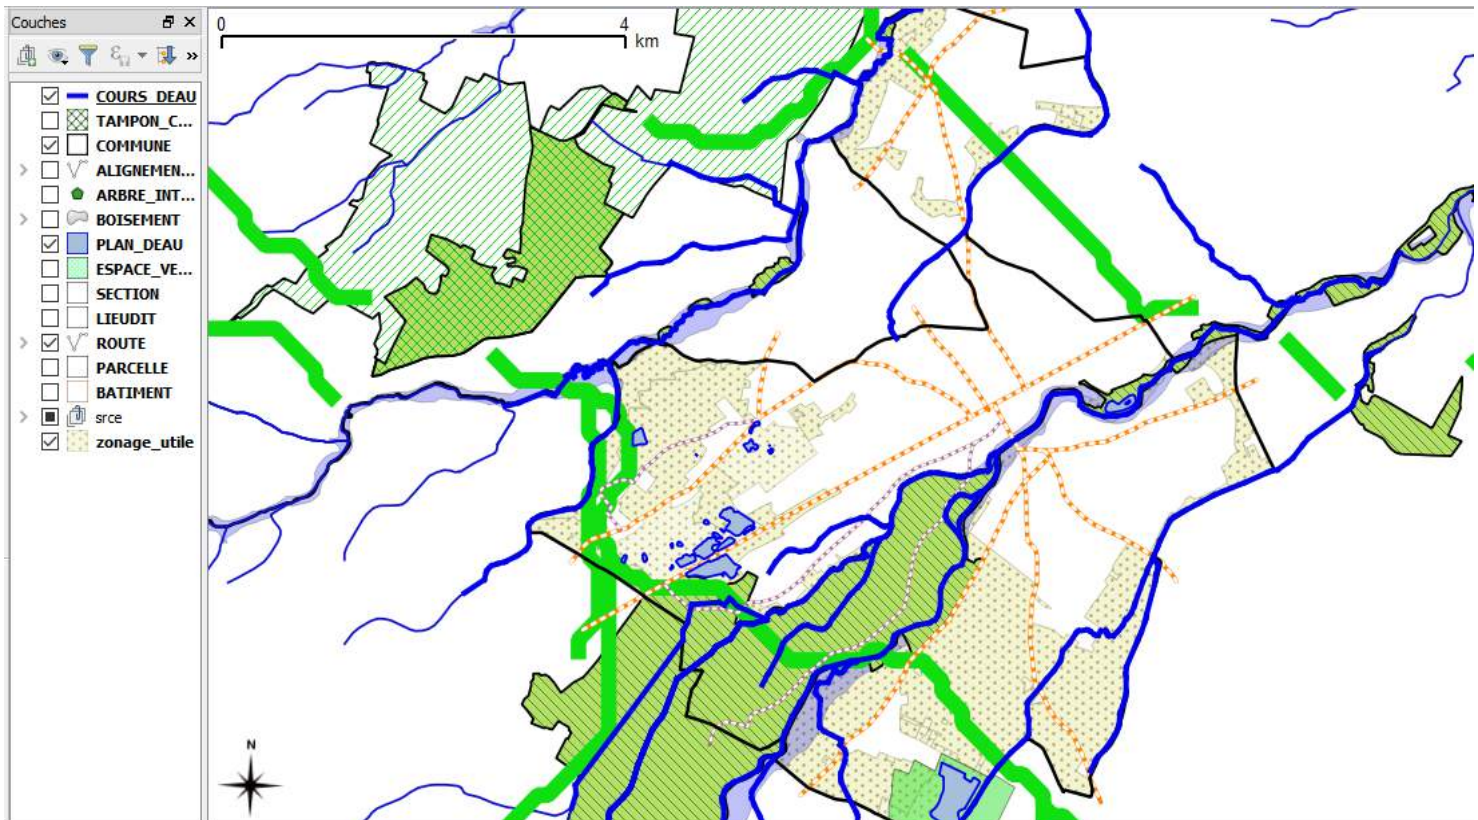 Couches
0 4
km
ε
»
COURS_DEAU
TAMPON_C...
COMMUNE
ALIGNEMEN...
ARBRE_INT...
BOISEMENT
PLAN_DEAU
ESPACE_VE...
SECTION
LIEUDIT
ROUTE
PARCELLE
BATIMENT
srce
zonage_utile
N